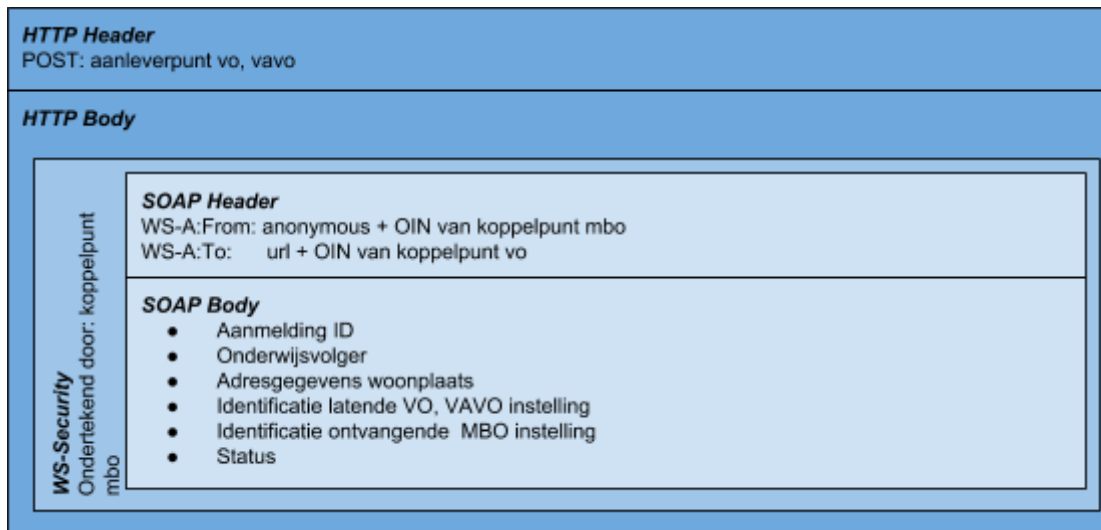 HTTP Header
POST: aanleverpunt vo, vavo
HTTP Body
WS-Security
Ondertekend door: koppelpunt
mbo
SOAP Header
WS-A:From: anonymous + OIN van koppelpunt mbo
WS-A:To: url + OIN van koppelpunt vo
SOAP Body
● Aanmelding ID
● Onderwijsvolger
● Adresgegevens woonplaats
● Identificatie latende VO, VAVO instelling
● Identificatie ontvangende MBO instelling
● Status